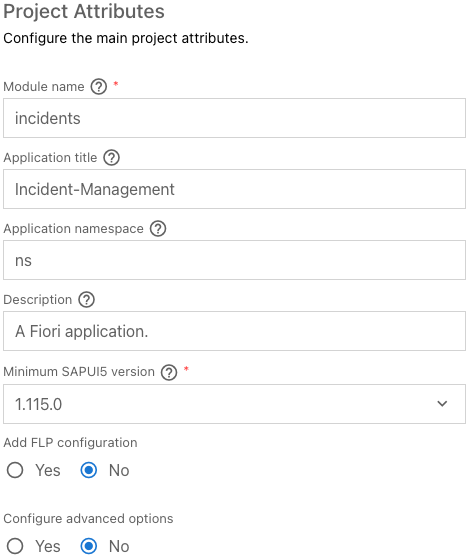 Project Attributes
Configure the main project attributes.
Module name ? *
incidents
Application title ?
Incident-Management
Application namespace ?
ns
Description ?
A Fiori application.
Minimum SAPUI5 version ? *
1.115.0
Add FLP configuration
Yes No
Configure advanced options
Yes No